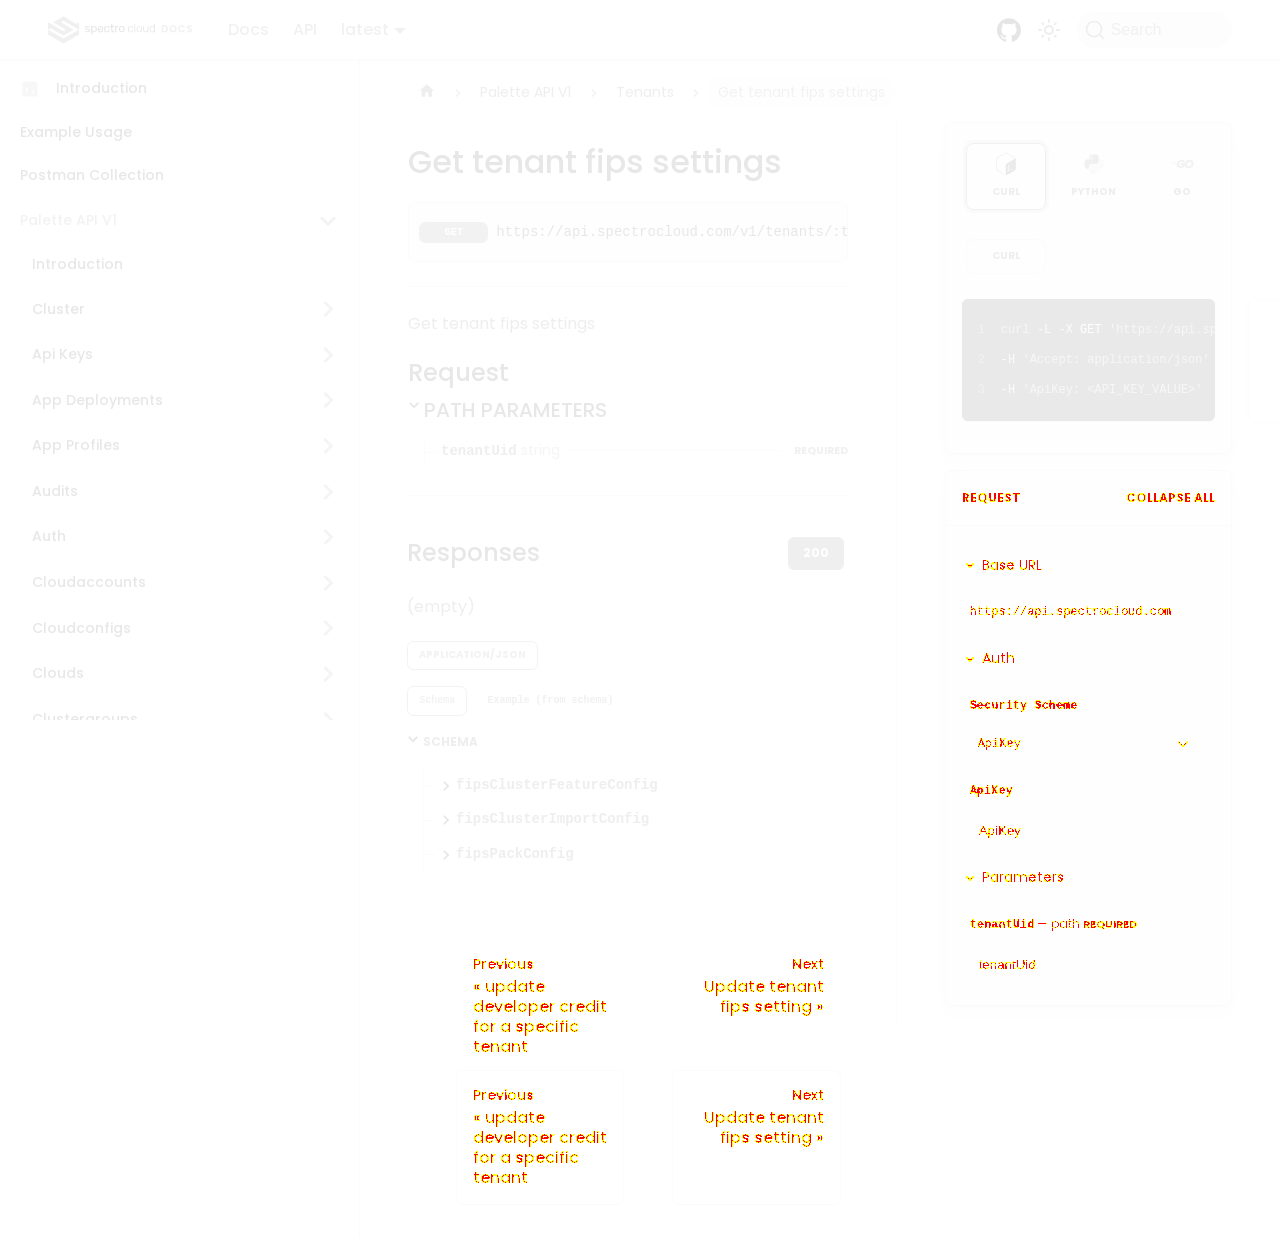 spectro cloud DOCS
Docs
API
latest
Search
Introduction
Example Usage
Postman Collection
Palette API V1
Introduction
Cluster
Api Keys
App Deployments
App Profiles
Audits
Auth
Cloudaccounts
Cloudconfigs
Clouds
Clustergroups
Palette API V1
Tenants
Get tenant fips settings
Get tenant fips settings
GET https://api.spectrocloud.com/v1/tenants/:t
Get tenant fips settings
Request
PATH PARAMETERS
tenantUid string REQUIRED
Responses
200
(empty)
APPLICATION/JSON
Schema Example (from schema)
SCHEMA
fipsClusterFeatureConfig
fipsClusterImportConfig
fipsPackConfig
Previous
« update
developer credit
for a specific
tenant
Next
Update tenant
fips setting »
Previous
« update
developer credit
for a specific
tenant
Next
Update tenant
fips setting »
CURL
PYTHON
GO
CURL
1 curl -L -X GET 'https://api.sp
2 -H 'Accept: application/json'
3 -H 'ApiKey: <API_KEY_VALUE>'
REQUEST COLLAPSE ALL
Base URL
https://api.spectrocloud.com
Auth
Security Scheme
ApiKey
ApiKey
ApiKey
Parameters
tenantUid — path REQUIRED
tenantUid